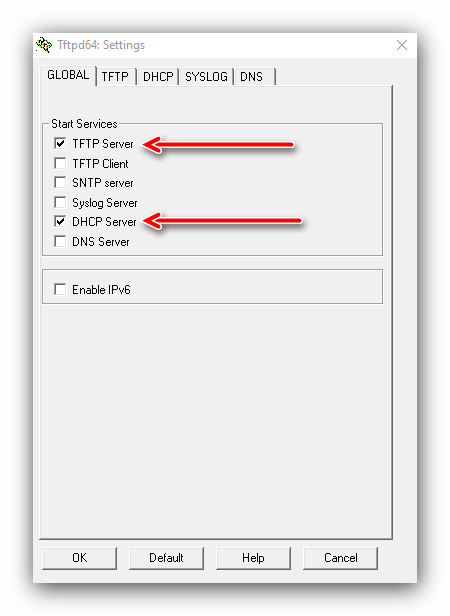 Tftpd64: Settings
GLOBAL TFTP DHCP SYSLOG DNS
Start Services
TFTP Server
TFTP Client
SNTP server
Syslog Server
DHCP Server
DNS Server
Enable IPv6
OK Default Help Cancel